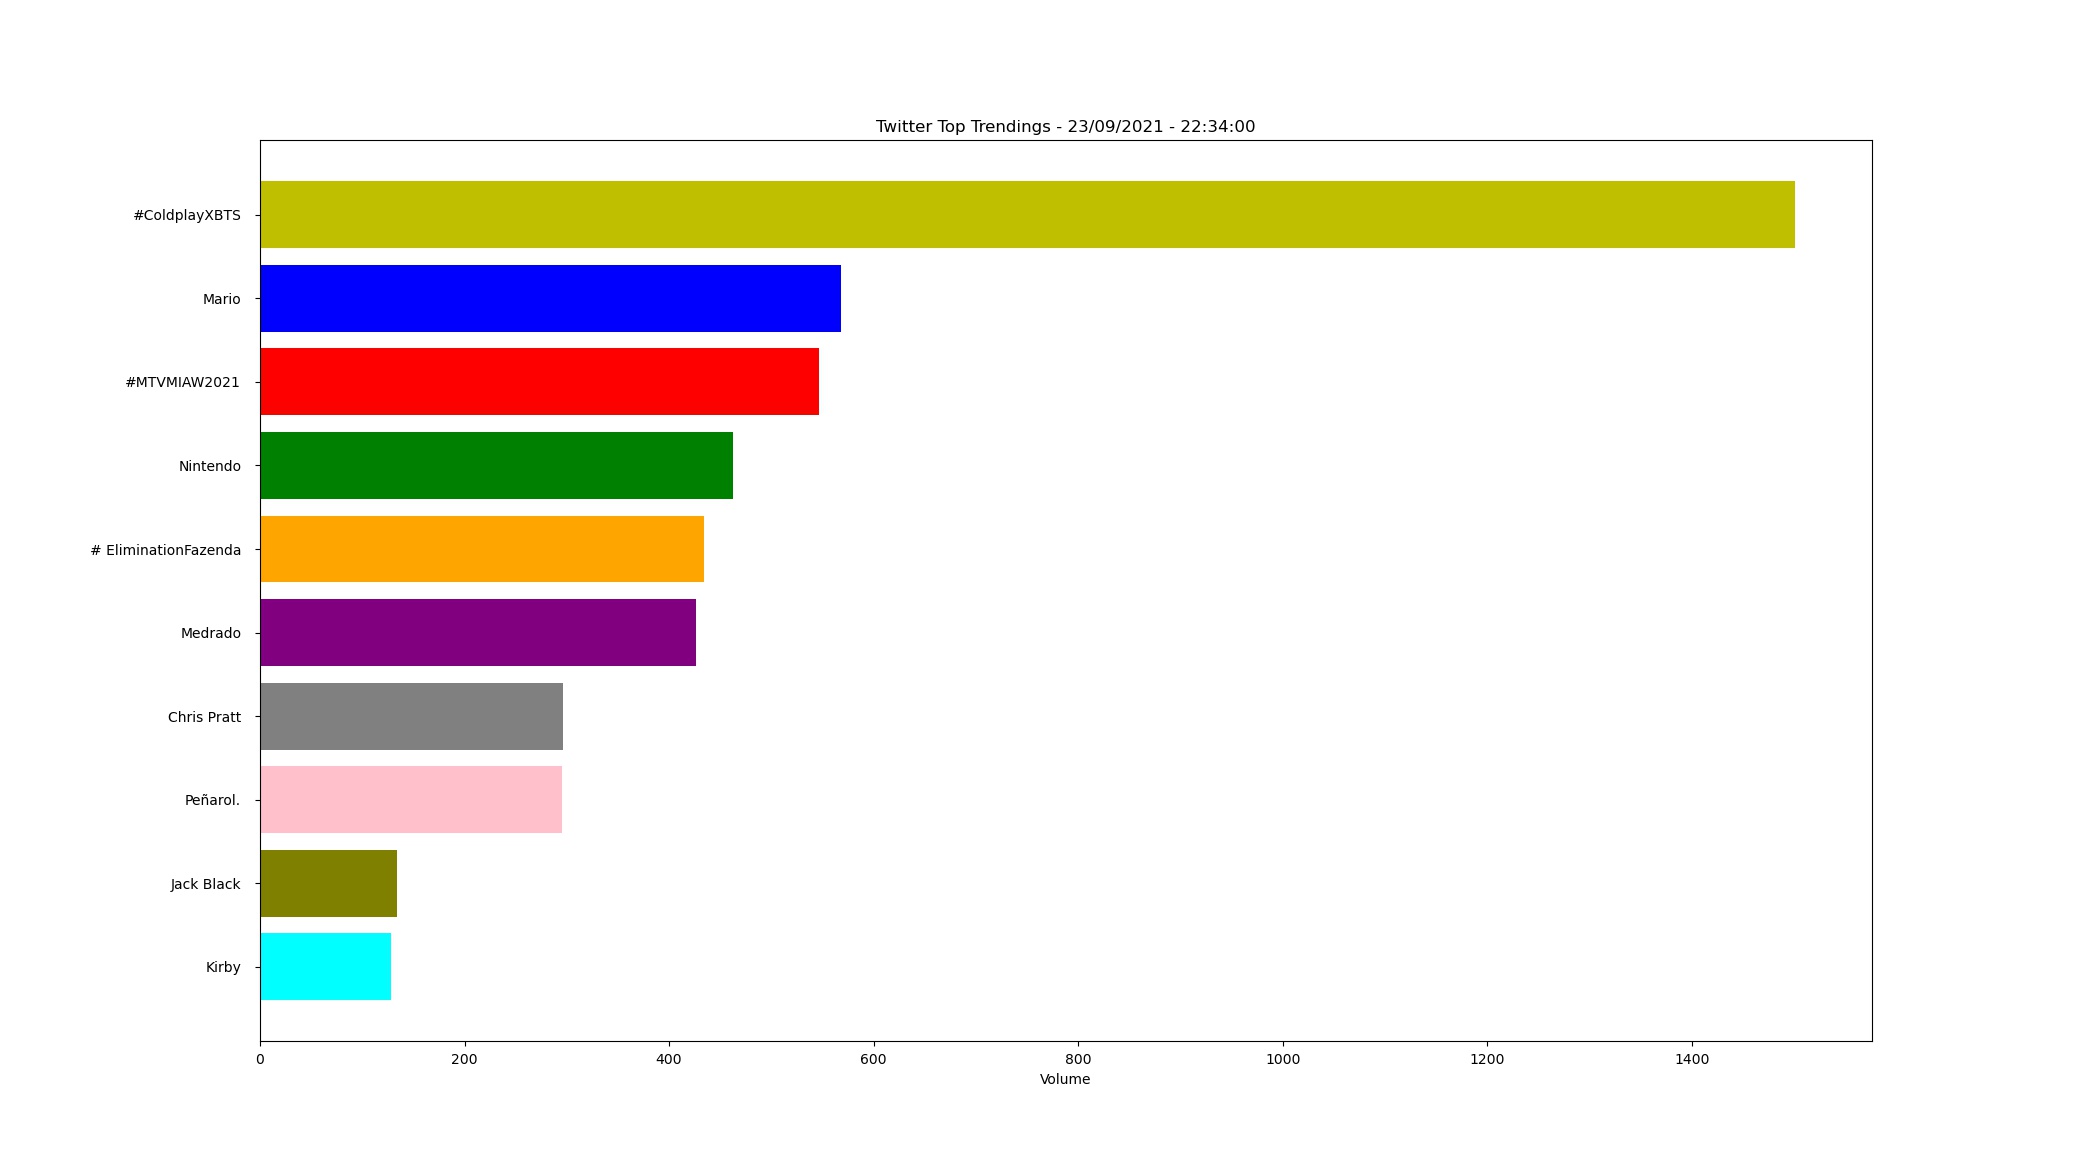 Twitter Top Trendings - 23/09/2021 - 22:34:00
#ColdplayXBTS
Mario
#MTVMIAW2021
Nintendo
# EliminationFazenda
Medrado
Chris Pratt
Peñarol.
Jack Black
Kirby
0 200 400 600 800 1000 1200 1400
Volume